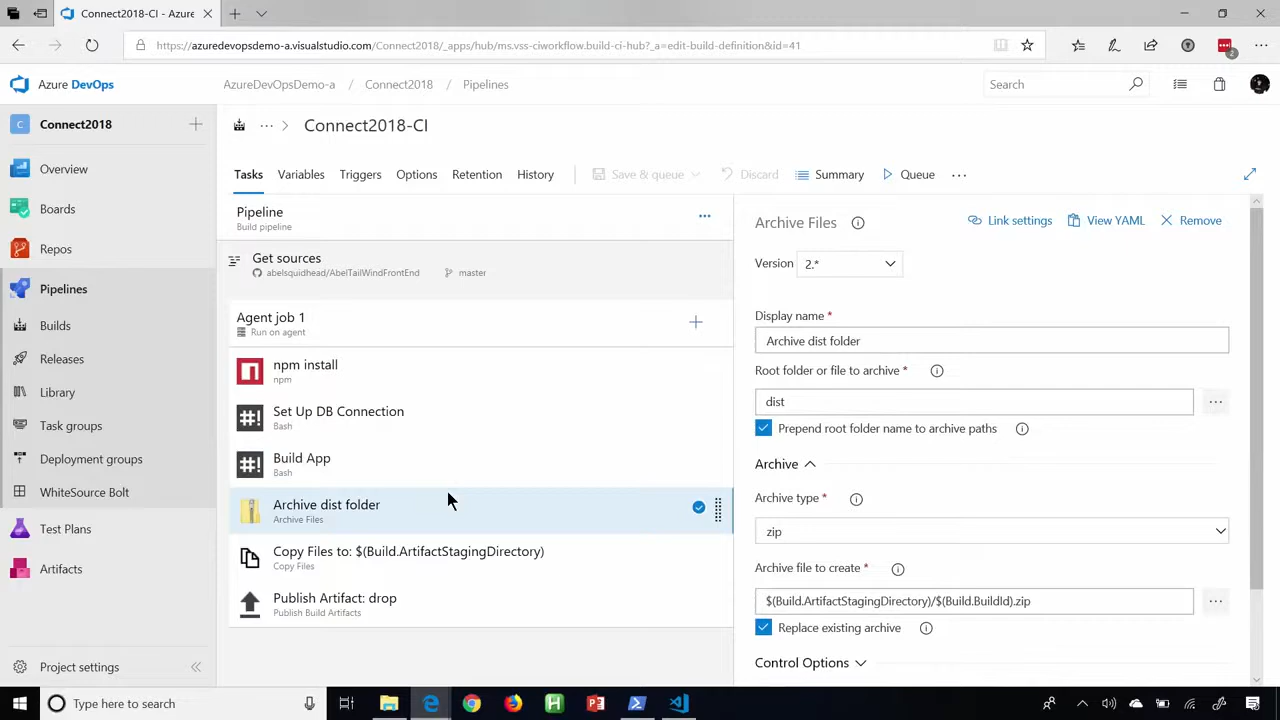 Connect2018-CI - Azure
https://azuredevopsdemo-a.visualstudio.com/Connect2018/_apps/hub/ms.vss-ciworkflow.build-ci-hub?_a=edit-build-definition&id=41
2
Azure DevOps
AzureDevOpsDemo-a / Connect2018 / Pipelines
Search
C
Connect2018
Overview
Boards
Repos
Pipelines
Builds
Releases
Library
Task groups
Deployment groups
WhiteSource Bolt
Test Plans
Artifacts
Project settings
··· > Connect2018-CI
Tasks Variables Triggers Options Retention History Save & queue Discard Summary Queue ···
Pipeline
Build pipeline
Get sources
abelsquidhead/AbelTailWindFrontEnd master
Agent job 1
Run on agent
npm install
npm
Set Up DB Connection
Bash
Build App
Bash
Archive dist folder
Archive Files
Copy Files to: $(Build.ArtifactStagingDirectory)
Copy Files
Publish Artifact: drop
Publish Build Artifacts
Archive Files
Link settings View YAML Remove
Version 2.*
Display name *
Archive dist folder
Root folder or file to archive *
dist
Prepend root folder name to archive paths
Archive
Archive type *
zip
Archive file to create *
$(Build.ArtifactStagingDirectory)/$(Build.BuildId).zip
Replace existing archive
Control Options
Type here to search